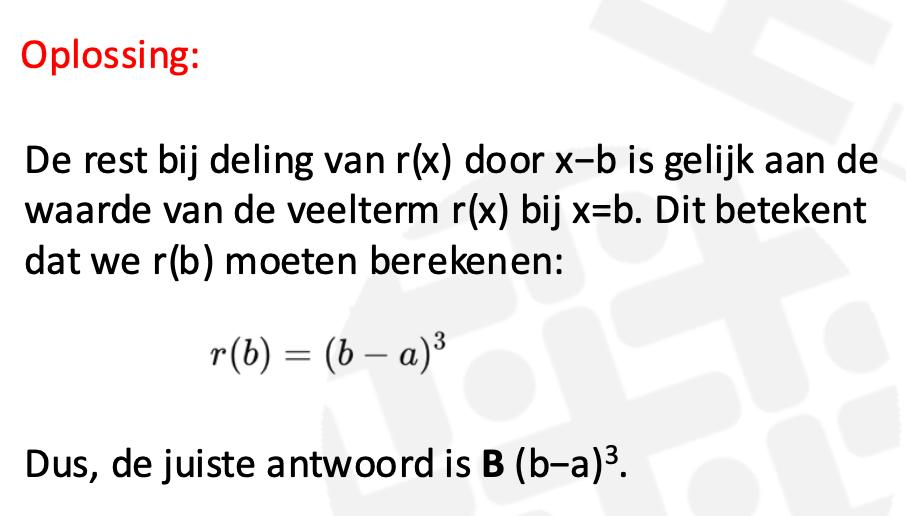 Oplossing:
De rest bij deling van r(x) door x−b is gelijk aan de
waarde van de veelterm r(x) bij x=b. Dit betekent
dat we r(b) moeten berekenen:
r(b) = (b − a)³
Dus, de juiste antwoord is B (b−a)³.